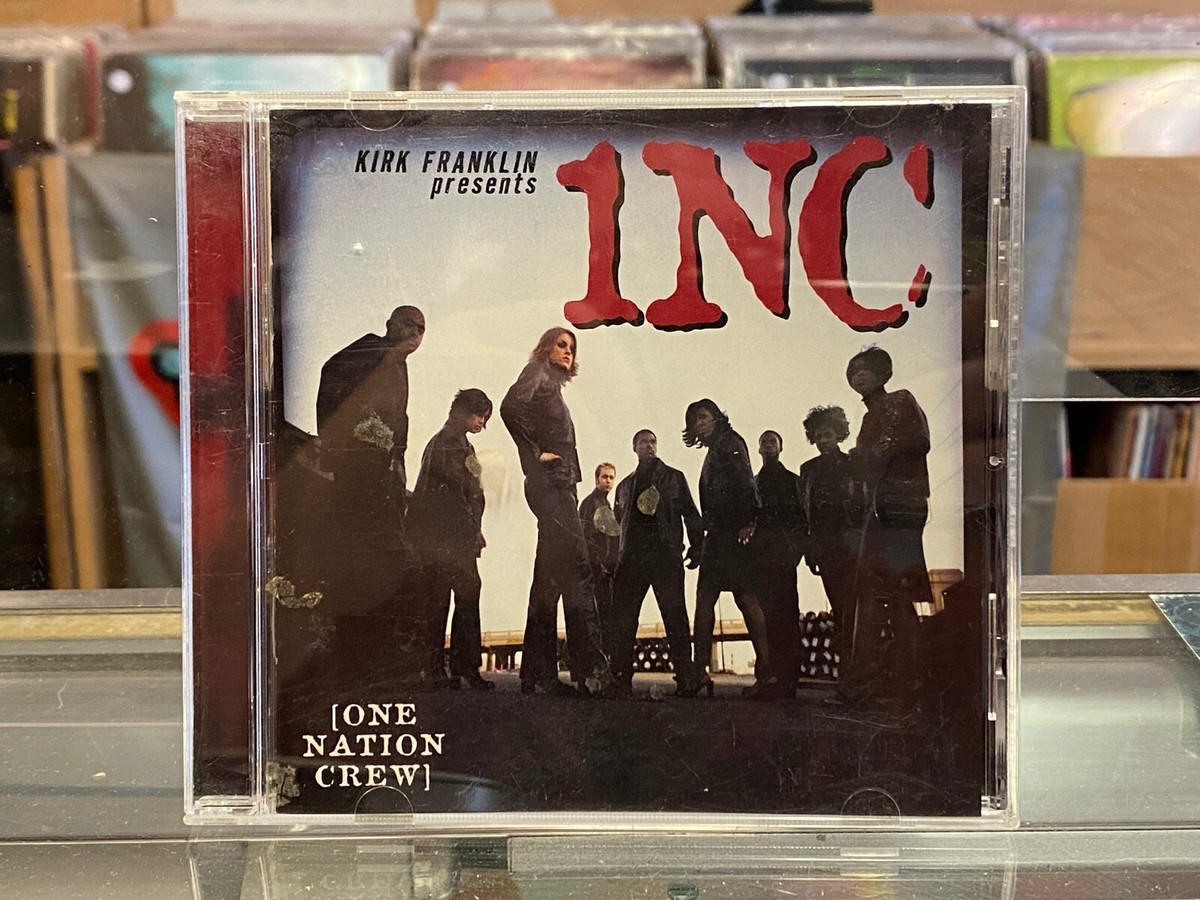 KIRK FRANKLIN
presents
1NC
[ONE
NATION
CREW]